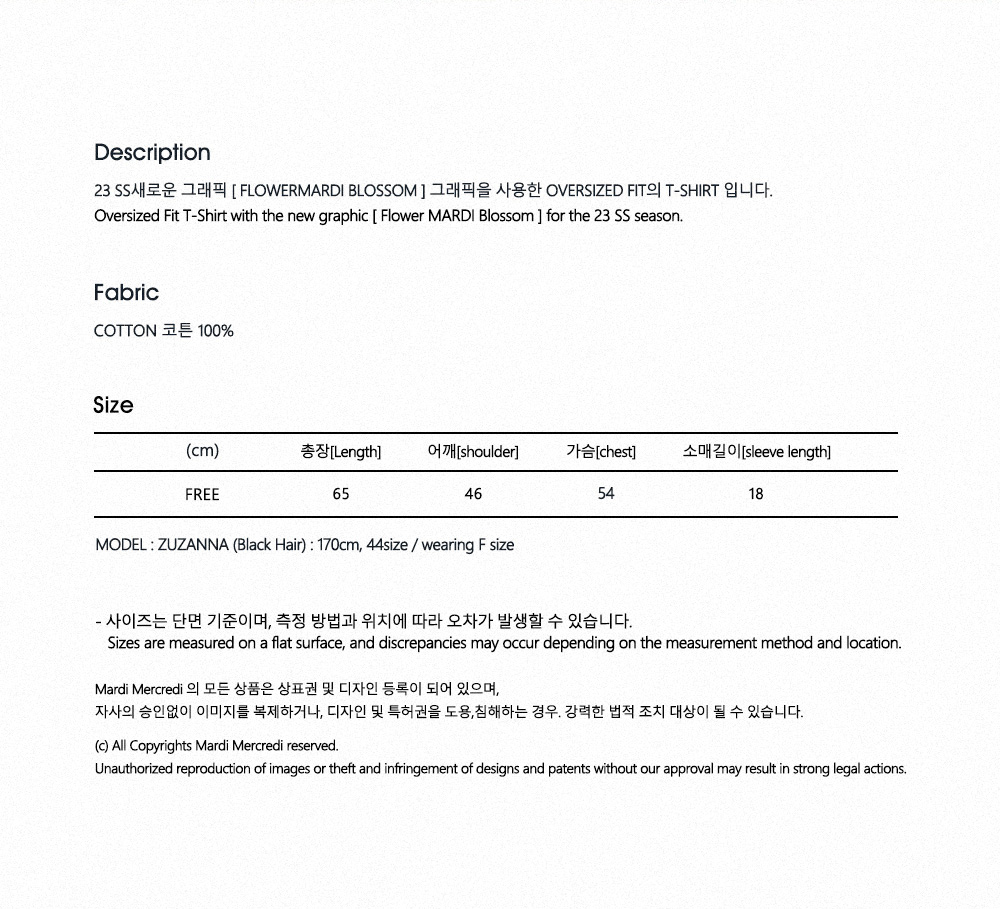 Description
23 SS새로운 그래픽 [ FLOWERMARDI BLOSSOM ] 그래픽을 사용한 OVERSIZED FIT의 T-SHIRT 입니다.
Oversized Fit T-Shirt with the new graphic [ Flower MARDI Blossom ] for the 23 SS season.
Fabric
COTTON 코튼 100%
Size
(cm) 총장[Length] 어깨[shoulder] 가슴[chest] 소매길이[sleeve length]
FREE 65 46 54 18
MODEL : ZUZANNA (Black Hair) : 170cm, 44size / wearing F size
- 사이즈는 단면 기준이며, 측정 방법과 위치에 따라 오차가 발생할 수 있습니다.
Sizes are measured on a flat surface, and discrepancies may occur depending on the measurement method and location.
Mardi Mercredi 의 모든 상품은 상표권 및 디자인 등록이 되어 있으며,
자사의 승인없이 이미지를 복제하거나, 디자인 및 특허권을 도용,침해하는 경우. 강력한 법적 조치 대상이 될 수 있습니다.
(c) All Copyrights Mardi Mercredi reserved.
Unauthorized reproduction of images or theft and infringement of designs and patents without our approval may result in strong legal actions.